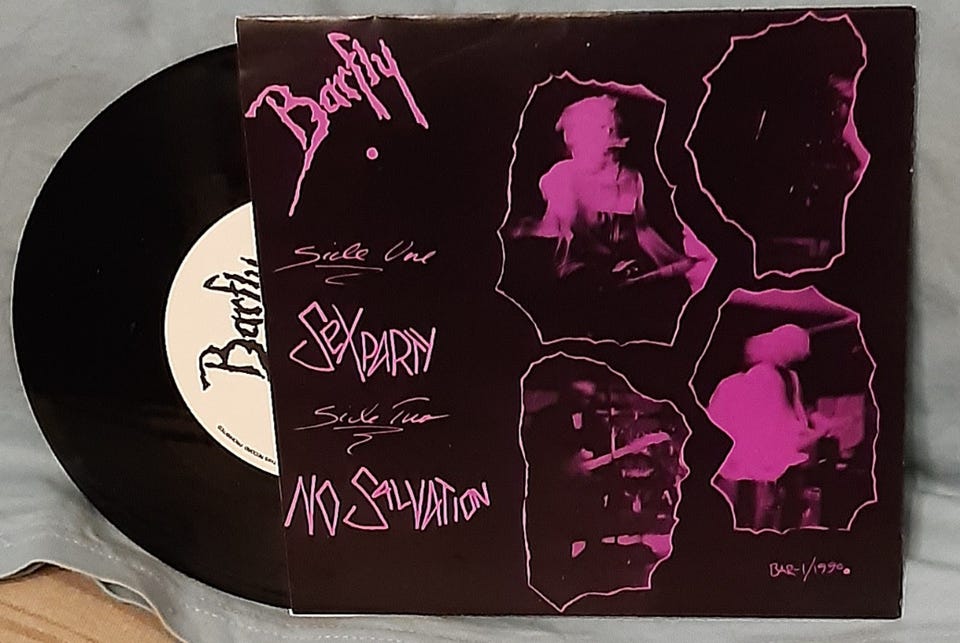 Barfly
Side One
SEX PARTY
Side Two
NO SALVATION
BAR-1/1990.
Barfly